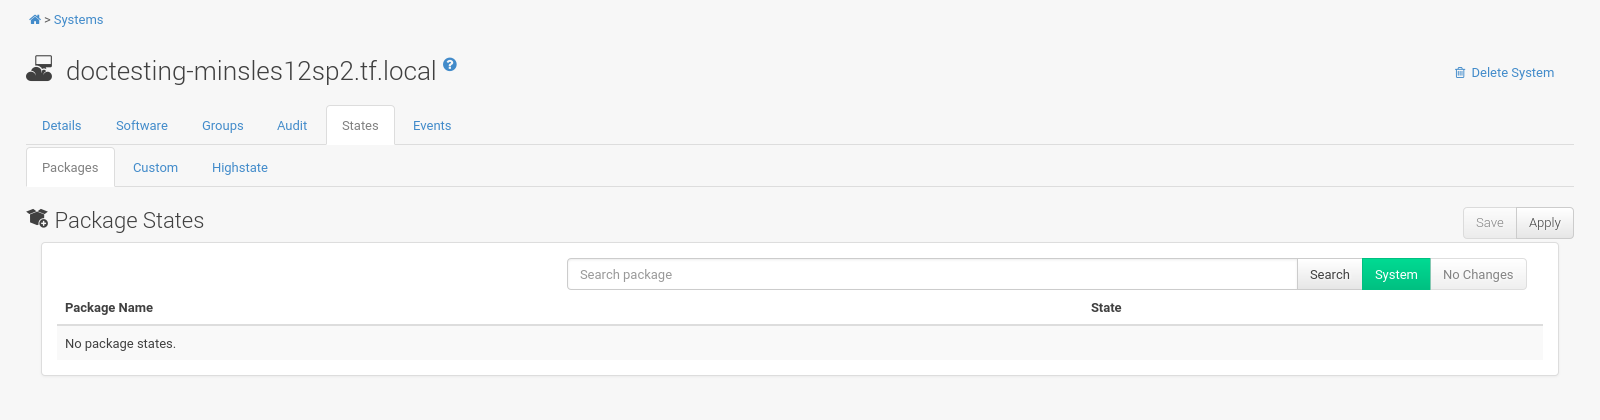 > Systems
doctesting-minsles12sp2.tf.local ?
Delete System
Details Software Groups Audit States Events
Packages Custom Highstate
Package States
Save Apply
Search package Search System No Changes
Package Name State
No package states.